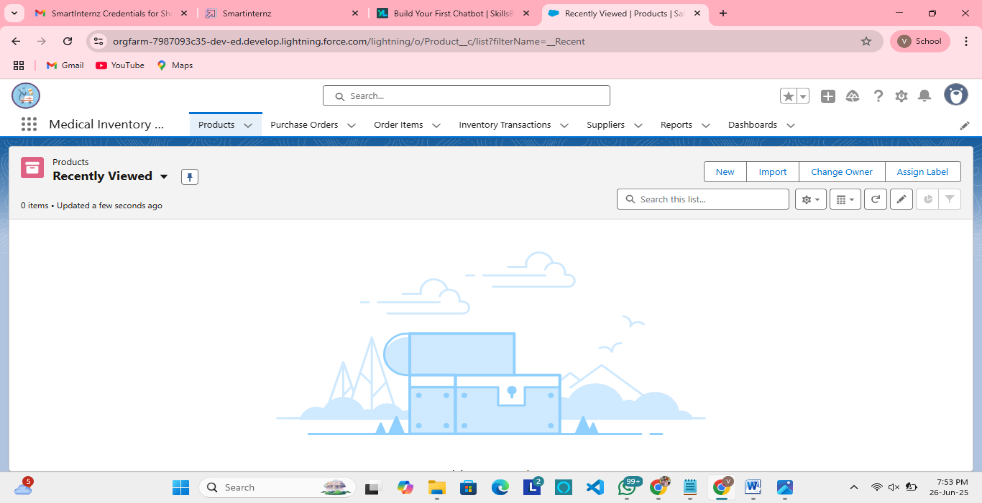 SmartInternz Credentials for Sh
Smartinternz
Build Your First Chatbot | SkillsB
Recently Viewed | Products | Sa
orgfarm-7987093c35-dev-ed.develop.lightning.force.com/lightning/o/Product__c/list?filterName=__Recent
V School
Gmail YouTube Maps
Search...
Medical Inventory ... Products Purchase Orders Order Items Inventory Transactions Suppliers Reports Dashboards
Products
Recently Viewed
New Import Change Owner Assign Label
0 items • Updated a few seconds ago
Search this list...
5
Search
2
99+
V
7:53 PM
26-Jun-25